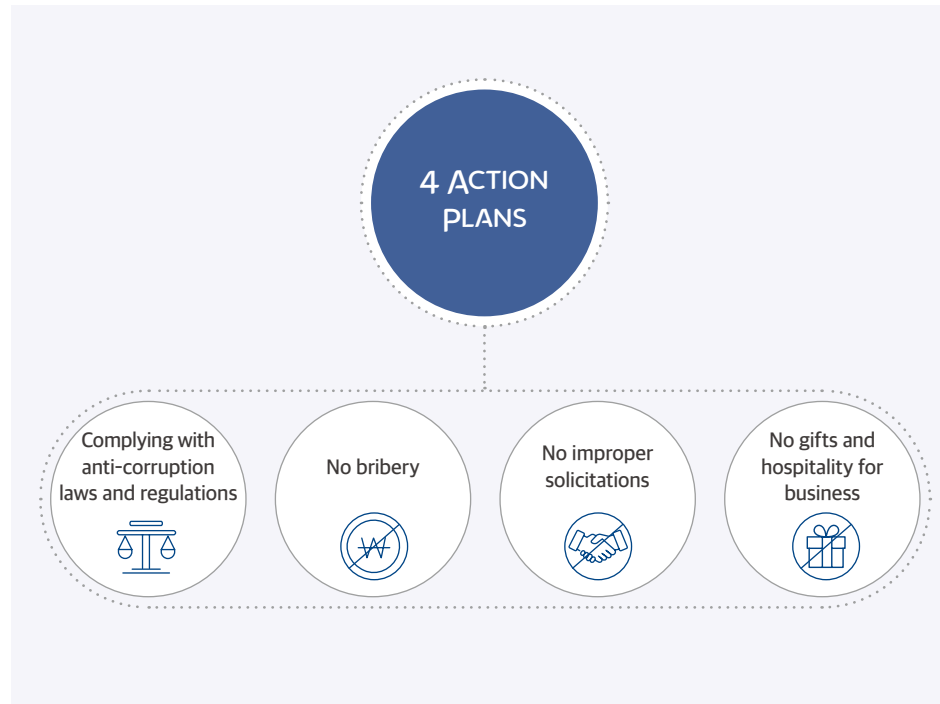 4 ACTION
PLANS
Complying with
anti-corruption
laws and regulations
No bribery
No improper
solicitations
No gifts and
hospitality for
business